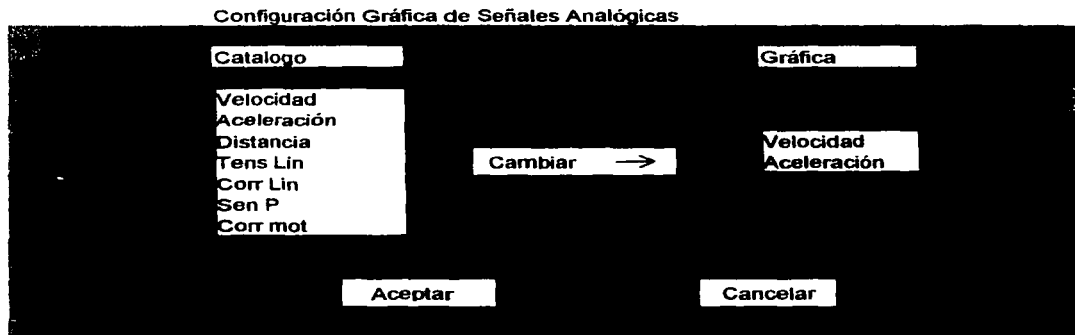 Configuración Gráfica de Señales Analógicas
Catalogo
Gráfica
Velocidad
Aceleración
Distancia
Tens Lin
Corr Lin
Sen P
Corr mot
Cambiar →
Velocidad
Aceleración
Aceptar
Cancelar